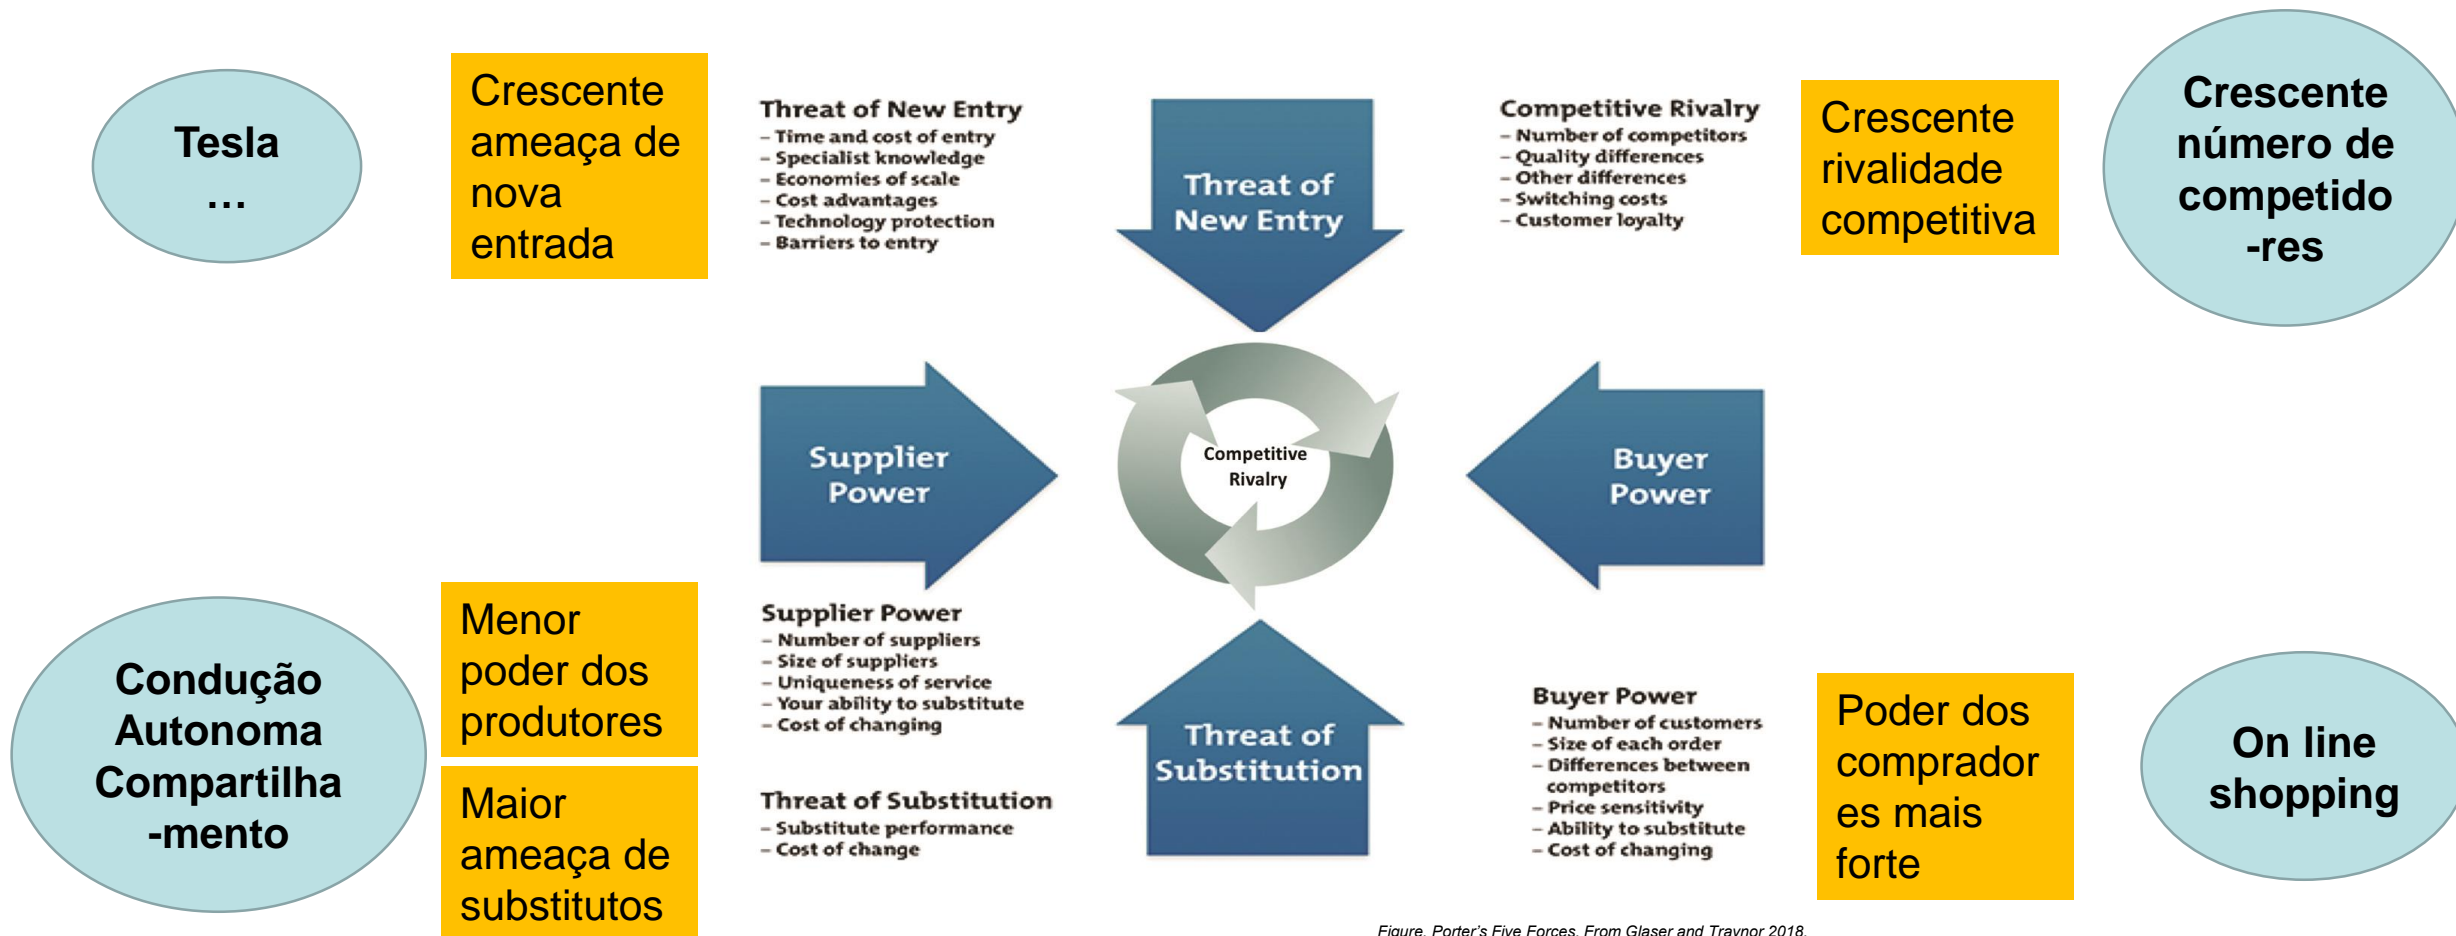 Tesla
...
Crescente
ameaça de
nova
entrada
Threat of New Entry
– Time and cost of entry
– Specialist knowledge
– Economies of scale
– Cost advantages
– Technology protection
– Barriers to entry
Threat of
New Entry
Competitive Rivalry
– Number of competitors
– Quality differences
– Other differences
– Switching costs
– Customer loyalty
Crescente
rivalidade
competitiva
Crescente
número de
competido
-res
Supplier
Power
Competitive
Rivalry
Buyer
Power
Condução
Autonoma
Compartilha
-mento
Menor
poder dos
produtores
Maior
ameaça de
substitutos
Supplier Power
– Number of suppliers
– Size of suppliers
– Uniqueness of service
– Your ability to substitute
– Cost of changing
Threat of Substitution
– Substitute performance
– Cost of change
Threat of
Substitution
Buyer Power
– Number of customers
– Size of each order
– Differences between
competitors
– Price sensitivity
– Ability to substitute
– Cost of changing
Poder dos
comprador
es mais
forte
On line
shopping
Figure. Porter's Five Forces. From Glaser and Traynor 2018.